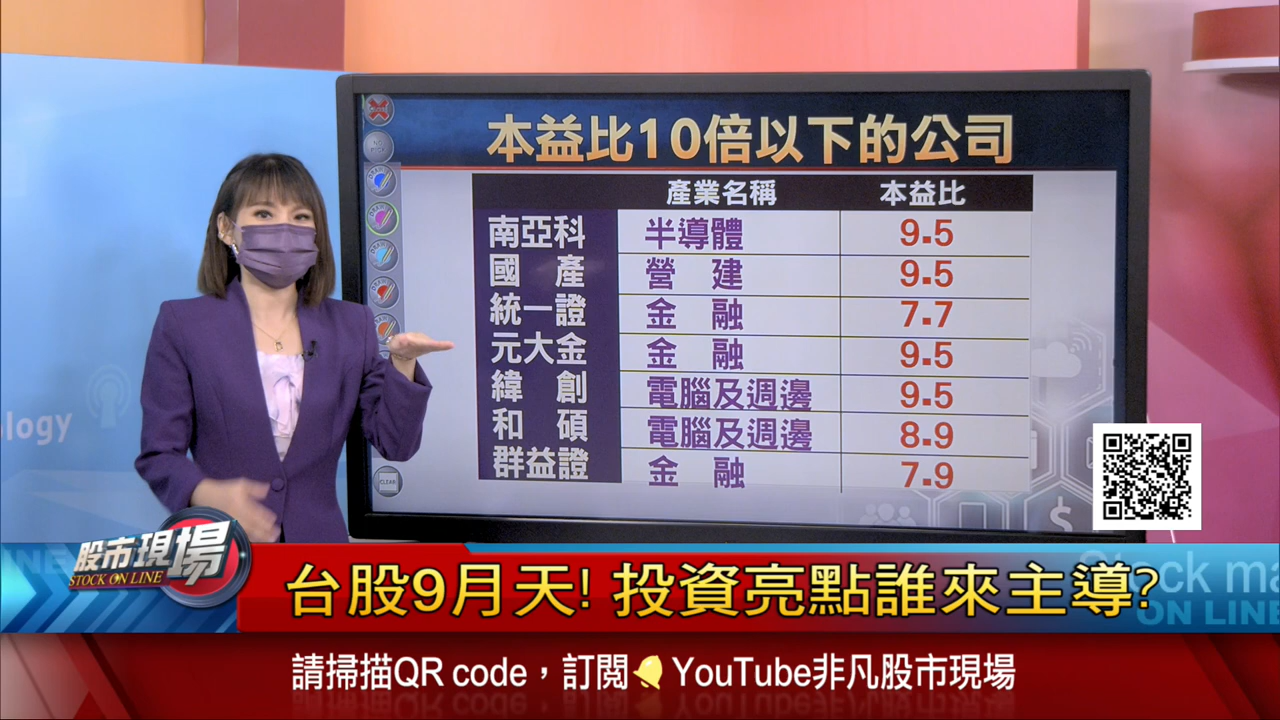 本益比10倍以下的公司
產業名稱 本益比
南亞科 半導體 9.5
國產 營建 9.5
統一證 金融 7.7
元大金 金融 9.5
緯創 電腦及週邊 9.5
和碩 電腦及週邊 8.9
群益證 金融 7.9
CLEAR
ology
股市現場
STOCK ON LINE
台股9月天! 投資亮點誰來主導?
Stock ma
ON LINE
請掃描QR code，訂閱🔔YouTube非凡股市現場